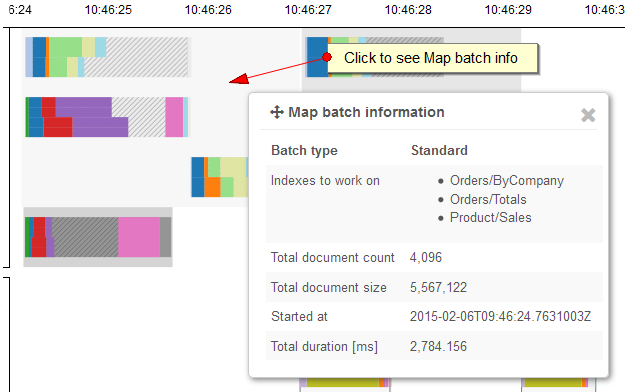 6:24 10:46:25 10:46:26 10:46:27 10:46:28 10:46:29 10:46:3
Click to see Map batch info
Map batch information
Batch type Standard
Indexes to work on • Orders/ByCompany
• Orders/Totals
• Product/Sales
Total document count 4,096
Total document size 5,567,122
Started at 2015-02-06T09:46:24.7631003Z
Total duration [ms] 2,784.156